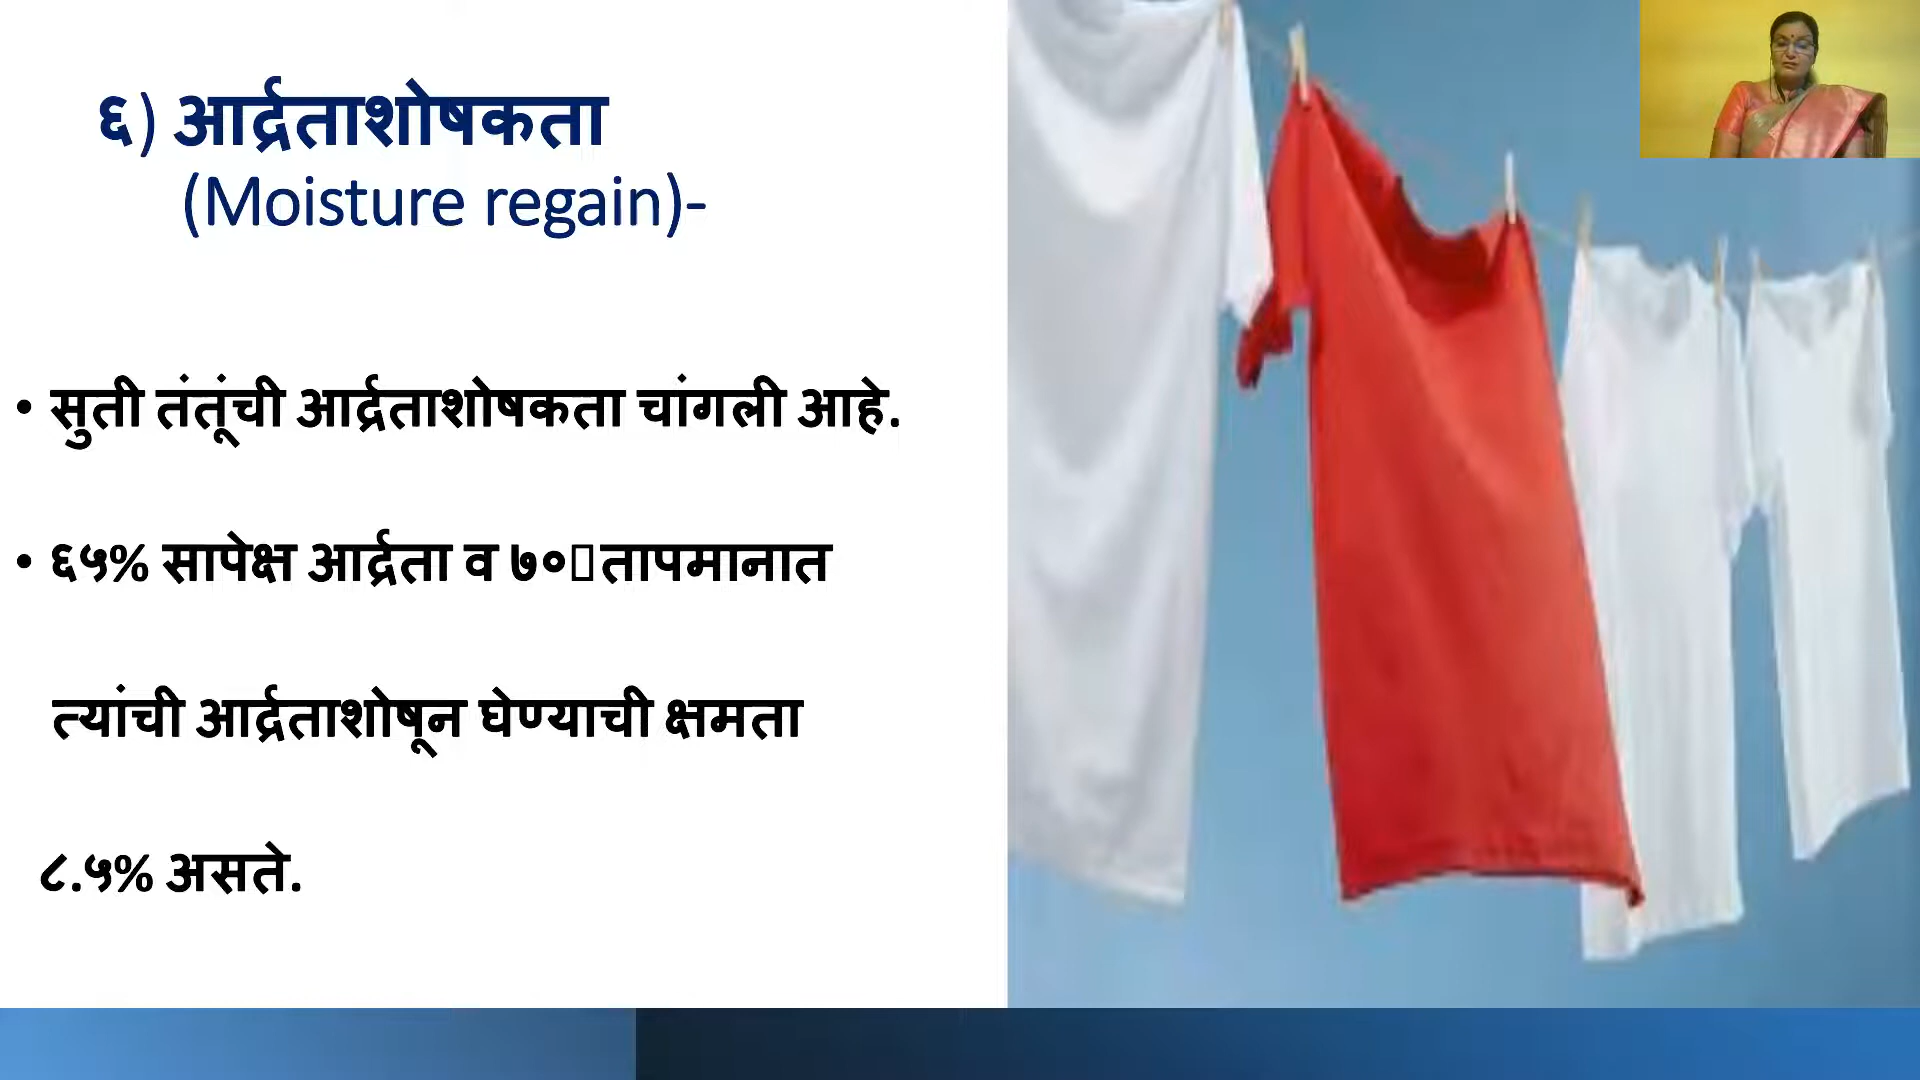 ६) आर्द्रताशोषकता
(Moisture regain)-
• सुती तंतूंची आर्द्रताशोषकता चांगली आहे.
• ६५% सापेक्ष आर्द्रता व ७०▯तापमानात
त्यांची आर्द्रताशोषून घेण्याची क्षमता
८.५% असते.